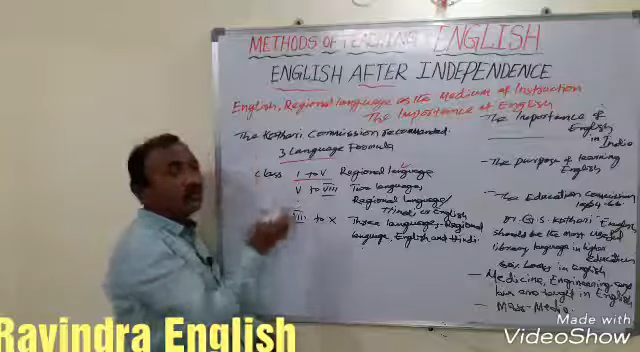 METHODS OF TEACHING ENGLISH
ENGLISH AFTER INDEPENDENCE
English, Regional language as the Medium of Instruction
The Importance of English
The Kothari Commission recommended
3 Language Formula
Class I to V Regional language
V to VIII Two languages
Regional language/
Hindi or English
VIII to X Three languages, Regional
language, English and Hindi.
The Importance of
English
in India
- The purpose of learning
English
- The Education Commission
1964-66
Dr. D.S. Kothari English
should be the most useful
library language in higher
Education
books in English
- Medicine, Engineering and
law are taught in English
- Mass-Media.
Ravindra English
Made with
VideoShow